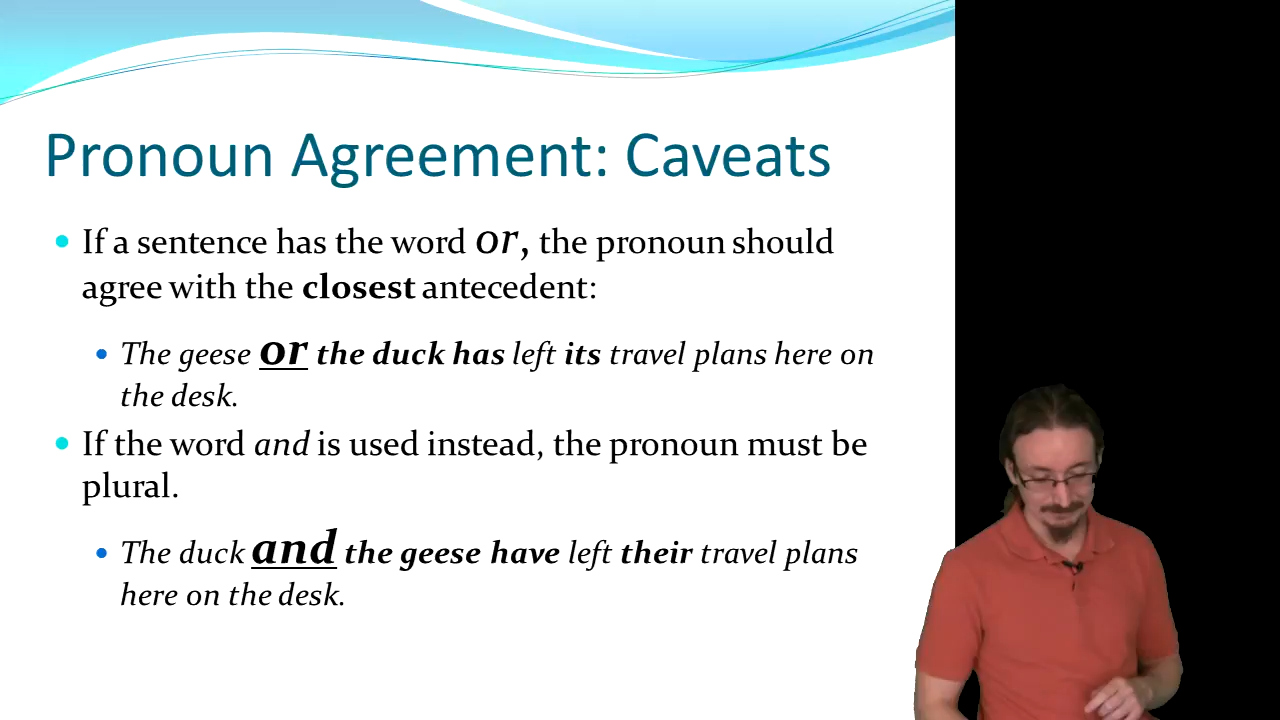 Pronoun Agreement: Caveats
If a sentence has the word or, the pronoun should
agree with the closest antecedent:
The geese or the duck has left its travel plans here on
the desk.
If the word and is used instead, the pronoun must be
plural.
The duck and the geese have left their travel plans
here on the desk.